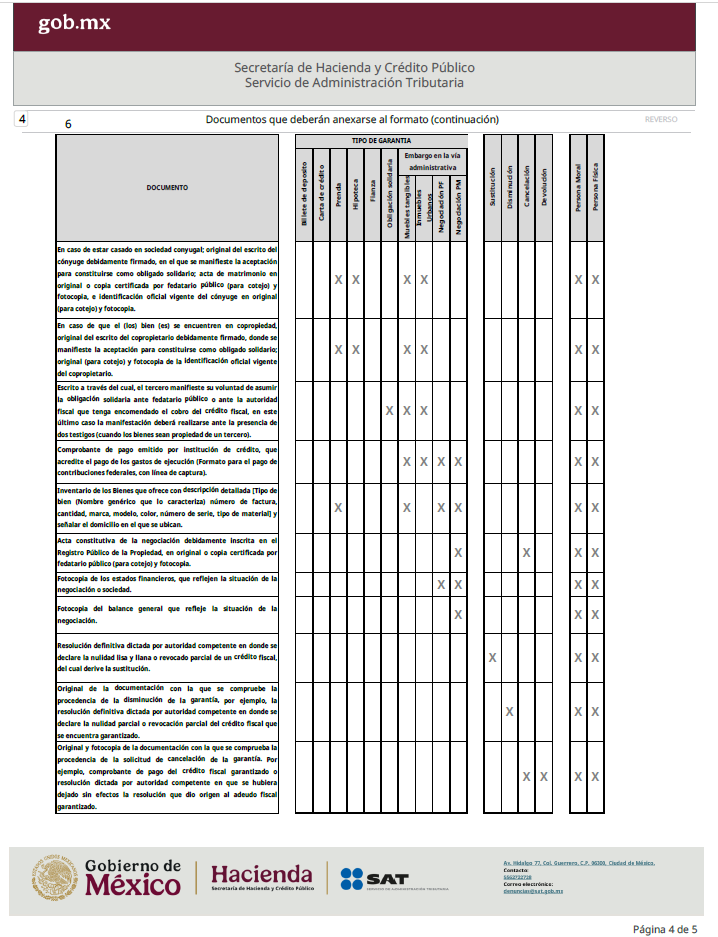 gob.mx
Secretaría de Hacienda y Crédito Público
Servicio de Administración Tributaria
4
6
Documentos que deberán anexarse al formato (continuación)
REVERSO
DOCUMENTO
TIPO DE GARANTIA
Billete de deposito
Carta de crédito
Prenda
Hipoteca
Fianza
Obligación solidaria
Embargo en la vía
administrativa
Muebles tangibles
Inmuebles
Urbanos
Negociación PF
Negociación PM
Sustitución
Disminución
Cancelación
Devolución
Persona Moral
Persona Física
En caso de estar casado en sociedad conyugal; original del escrito del
cónyuge debidamente firmado, en el que se manifieste la aceptación
para constituirse como obligado solidario; acta de matrimonio en
original o copia certificada por fedatario público (para cotejo) y
fotocopia, e identificación oficial vigente del cónyuge en original
(para cotejo) y fotocopia.
X X X X X X
En caso de que el (los) bien (es) se encuentren en copropiedad,
original del escrito del copropietario debidamente firmado, donde se
manifieste la aceptación para constituirse como obligado solidario;
original (para cotejo) y fotocopia de la identificación oficial vigente
del copropietario.
X X X X X X
Escrito a través del cual, el tercero manifieste su voluntad de asumir
la obligación solidaria ante fedatario público o ante la autoridad
fiscal que tenga encomendado el cobro del crédito fiscal, en este
último caso la manifestación deberá realizarse ante la presencia de
dos testigos (cuando los bienes sean propiedad de un tercero).
X X X X X
Comprobante de pago emitido por institución de crédito, que
acredite el pago de los gastos de ejecución (Formato para el pago de
contribuciones federales, con línea de captura).
X X X X X X
Inventario de los Bienes que ofrece con descripción detallada [Tipo de
bien (Nombre genérico que lo caracteriza) número de factura,
cantidad, marca, modelo, color, número de serie, tipo de material] y
señalar el domicilio en el que se ubican.
X X X X X X
Acta constitutiva de la negociación debidamente inscrita en el
Registro Público de la Propiedad, en original o copia certificada por
fedatario público (para cotejo) y fotocopia.
X X X X
Fotocopia de los estados financieros, que reflejen la situación de la
negociación o sociedad.
X X X X
Fotocopia del balance general que refleje la situación de la
negociación.
X X X
Resolución definitiva dictada por autoridad competente en donde se
declare la nulidad lisa y llana o revocado parcial de un crédito fiscal,
del cual derive la sustitución.
X X X
Original de la documentación con la que se compruebe la
procedencia de la disminución de la garantía, por ejemplo, la
resolución definitiva dictada por autoridad competente en donde se
declare la nulidad parcial o revocación parcial del crédito fiscal que
se encuentra garantizado.
X X X
Original y fotocopia de la documentación con la que se comprueba la
procedencia de la solicitud de cancelación de la garantía. Por
ejemplo, comprobante de pago del crédito fiscal garantizado o
resolución dictada por autoridad competente en que se hubiera
dejado sin efectos la resolución que dio origen al adeudo fiscal
garantizado.
X X X X
Gobierno de
México
Hacienda
Secretaría de Hacienda y Crédito Público
SAT
SERVICIO DE ADMINISTRACIÓN TRIBUTARIA
Av. Hidalgo 77, Col. Guerrero, C.P. 06300, Ciudad de México.
Contacto:
5563722728
Correo electrónico:
denuncias@sat.gob.mx
Página 4 de 5